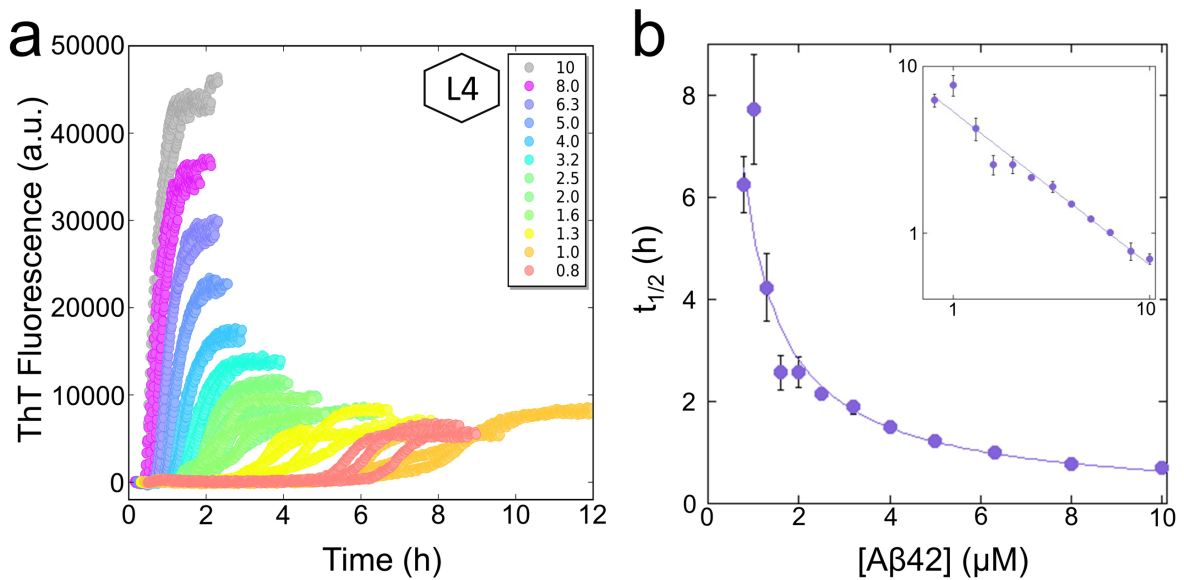 a
50000
40000
30000
20000
10000
0
ThT Fluorescence (a.u.)
0 2 4 6 8 10 12
Time (h)
L4
10
8.0
6.3
5.0
4.0
3.2
2.5
2.0
1.6
1.3
1.0
0.8
b
8
6
4
2
0
t1/2 (h)
0 2 4 6 8 10
[Aβ42] (μM)
10
1
1 10